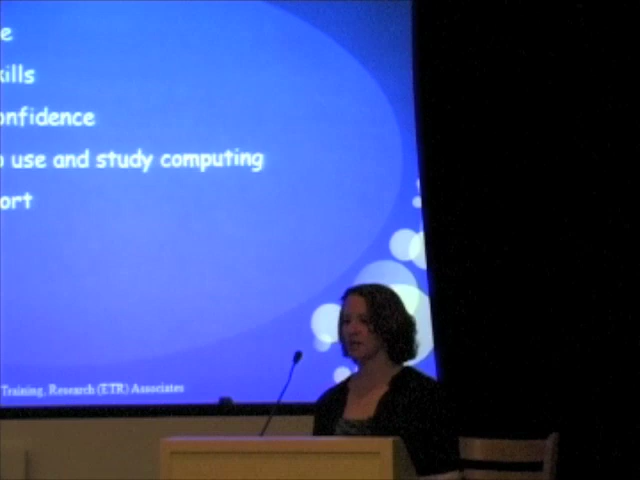 e
kills
onfidence
o use and study computing
ort
Training, Research (ETR) Associates